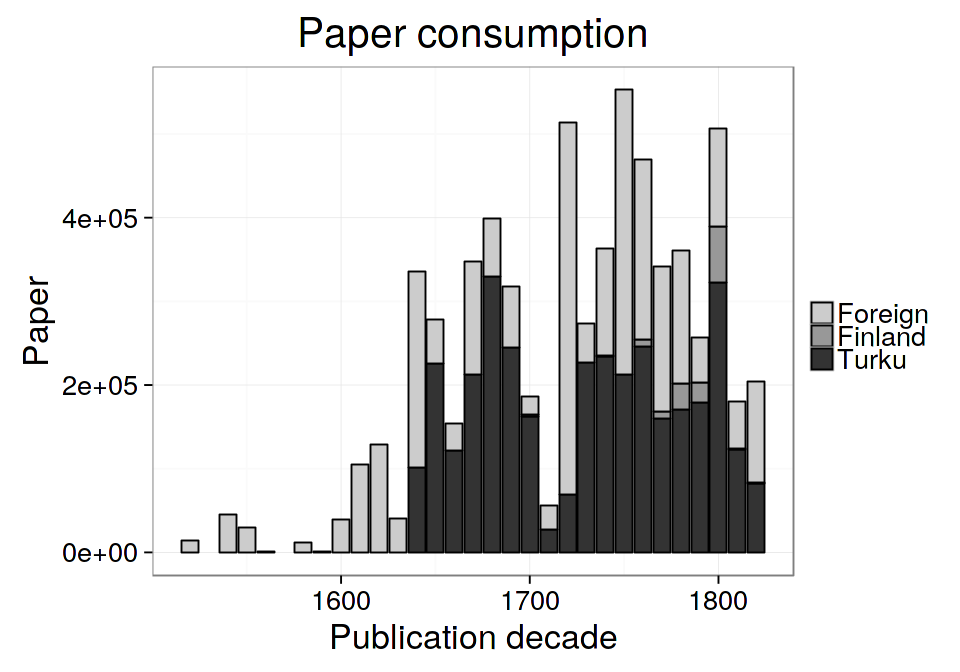 Paper consumption
4e+05
2e+05
0e+00
Paper
1600 1700 1800
Publication decade
Foreign
Finland
Turku